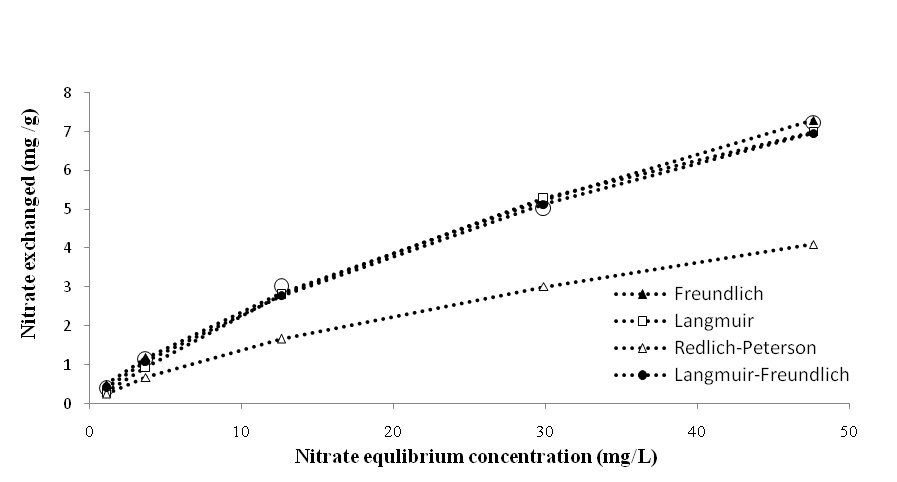 Nitrate exchanged (mg /g)
8
7
6
5
4
3
2
1
0
Freundlich
Langmuir
Redlich-Peterson
Langmuir-Freundlich
0 10 20 30 40 50
Nitrate equlibrium concentration (mg/L)